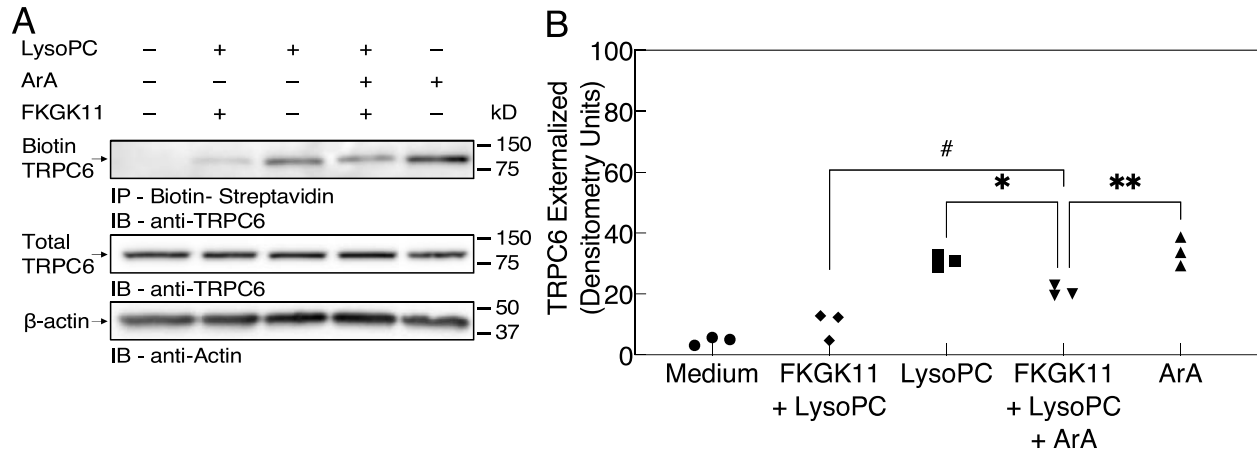 A
LysoPC − + + + −
ArA − − − + +
FKGK11 − + − + − kD
Biotin TRPC6 150
75
IP - Biotin- Streptavidin
IB - anti-TRPC6
Total TRPC6 150
75
IB - anti-TRPC6
β-actin 50
37
IB - anti-Actin
B
TRPC6 Externalized
(Densitometry Units)
100
80
60
40
20
0
#
* **
Medium FKGK11 LysoPC FKGK11 ArA
+ LysoPC + LysoPC
+ ArA